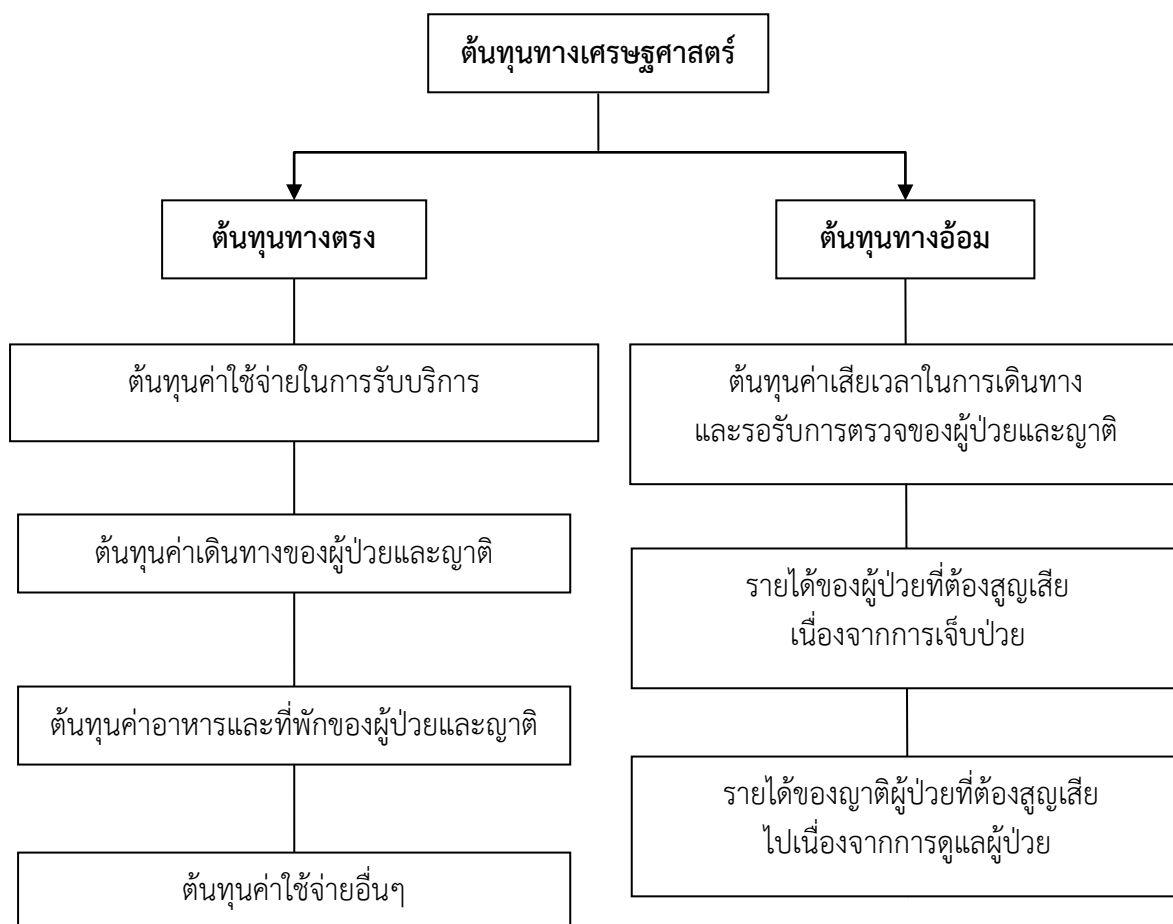 ต้นทุนทางเศรษฐศาสตร์
ต้นทุนทางตรง
ต้นทุนค่าใช้จ่ายในการรับบริการ
ต้นทุนค่าเดินทางของผู้ป่วยและญาติ
ต้นทุนค่าอาหารและที่พักของผู้ป่วยและญาติ
ต้นทุนค่าใช้จ่ายอื่นๆ
ต้นทุนทางอ้อม
ต้นทุนค่าเสียเวลาในการเดินทาง
และรอรับการตรวจของผู้ป่วยและญาติ
รายได้ของผู้ป่วยที่ต้องสูญเสีย
เนื่องจากการเจ็บป่วย
รายได้ของญาติผู้ป่วยที่ต้องสูญเสีย
ไปเนื่องจากการดูแลผู้ป่วย